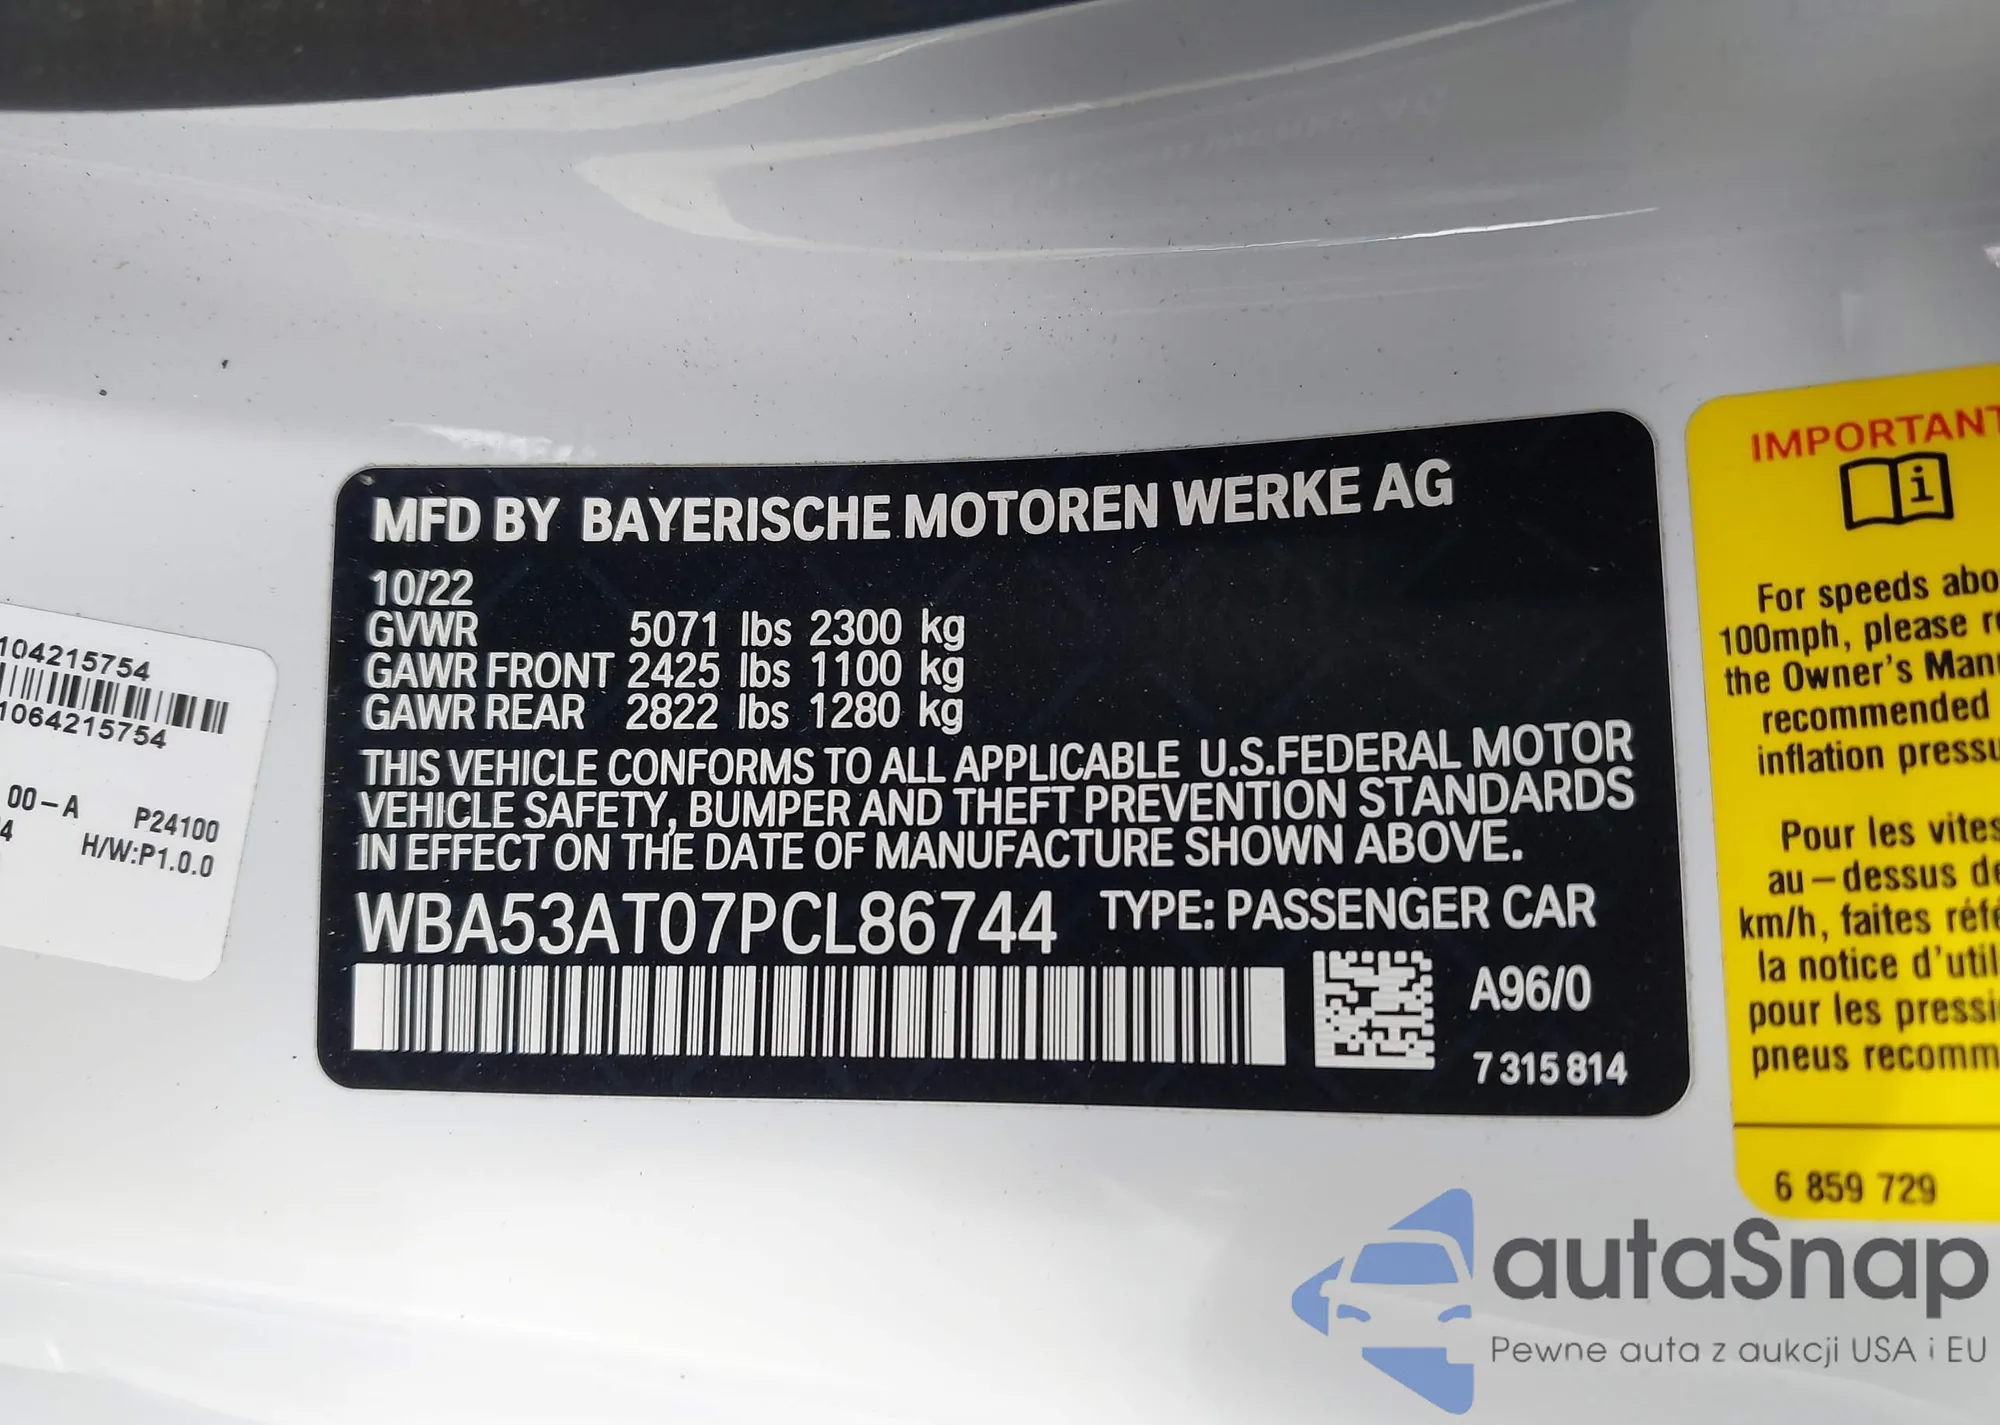 MFD BY BAYERISCHE MOTOREN WERKE AG
10/22
GVWR 5071 lbs 2300 kg
GAWR FRONT 2425 lbs 1100 kg
GAWR REAR 2822 lbs 1280 kg
THIS VEHICLE CONFORMS TO ALL APPLICABLE U.S.FEDERAL MOTOR
VEHICLE SAFETY, BUMPER AND THEFT PREVENTION STANDARDS
IN EFFECT ON THE DATE OF MANUFACTURE SHOWN ABOVE.
WBA53AT07PCL86744 TYPE: PASSENGER CAR
A96/0
7 315 814
104215754
1064215754
00-A P24100
4 H/W:P1.0.0
IMPORTANT
i
For speeds abo
100mph, please re
the Owner's Manu
recommended
inflation pressu
Pour les vites
au-dessus de
km/h, faites réfé
la notice d'util
pour les pressi
pneus recomm
6 859 729
autaSnap
Pewne auta z aukcji USA i EU